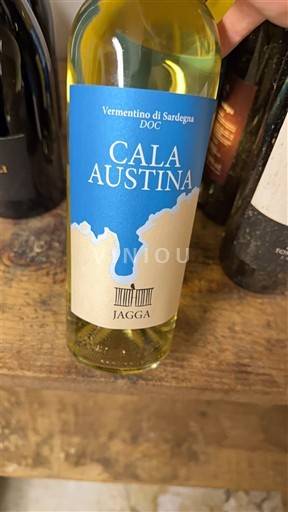 Vermentino di Sardegna
DOC
CALA
AUSTINA
VINIOU
JAGGA